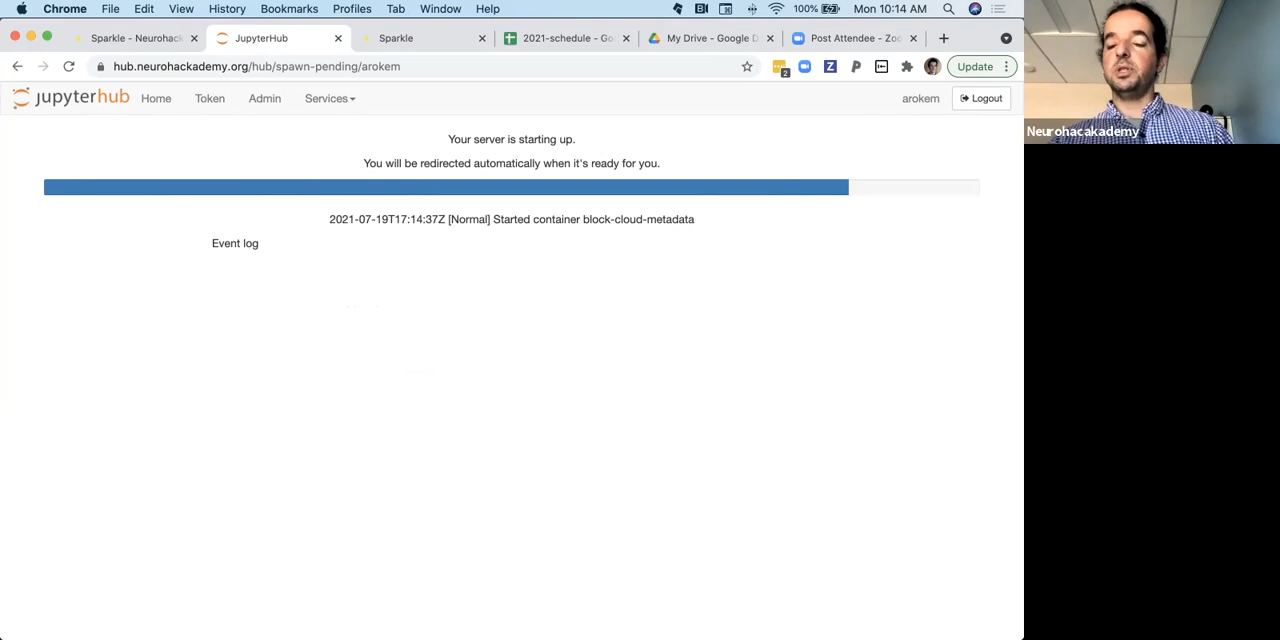 Chrome File Edit View History Bookmarks Profiles Tab Window Help 100% Mon 10:14 AM
Sparkle - Neurohack JupyterHub Sparkle 2021-schedule - Go My Drive - Google D Post Attendee - Zoo
hub.neurohackademy.org/hub/spawn-pending/arokem 2 Update
jupyterhub Home Token Admin Services arokem Logout
Your server is starting up.
You will be redirected automatically when it's ready for you.
2021-07-19T17:14:37Z [Normal] Started container block-cloud-metadata
Event log
Neurohacakademy